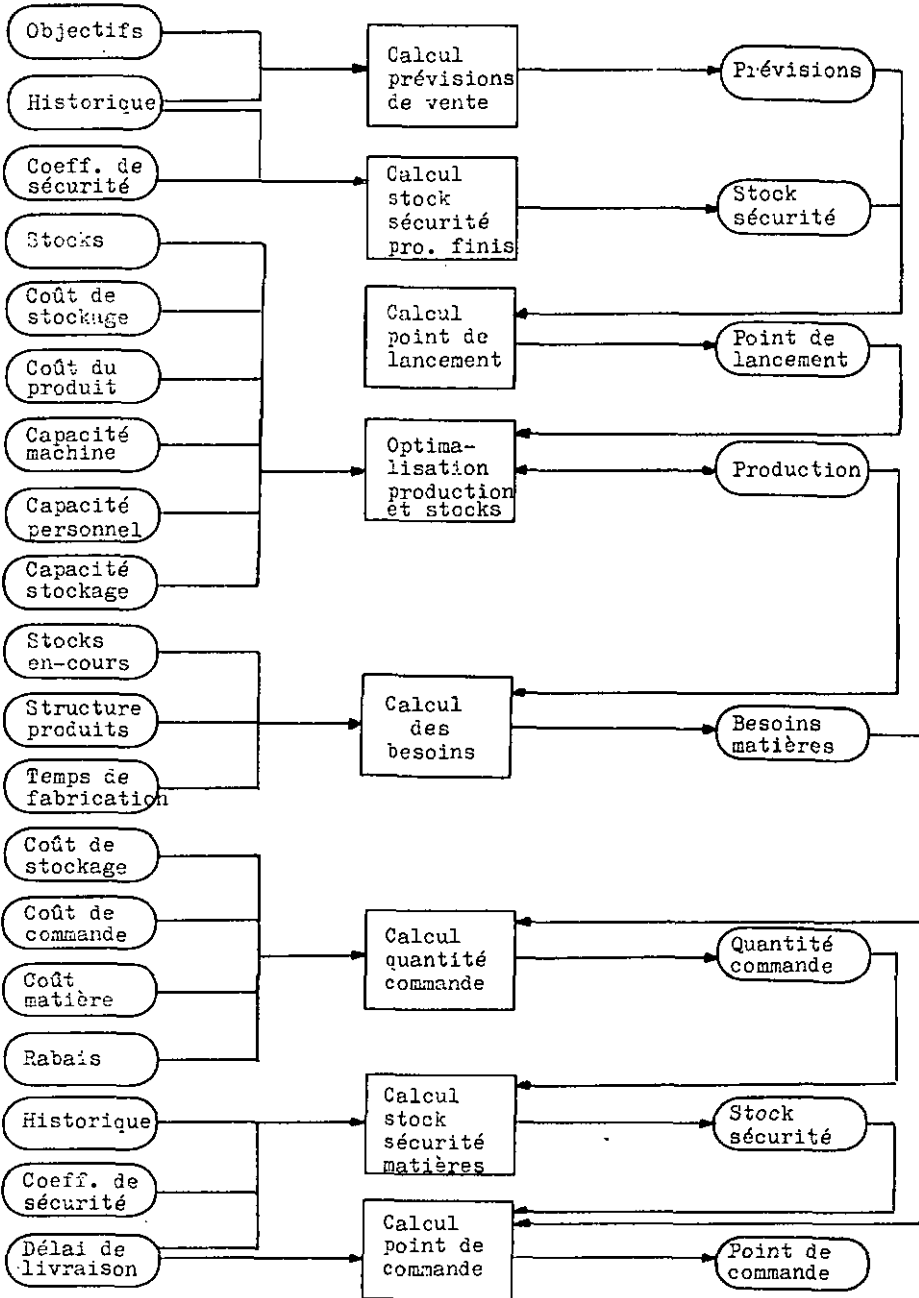 Objectifs
Calcul
prévisions
de vente
Prévisions
Historique
Coeff. de
sécurité
Calcul
stock
sécurité
pro. finis
Stock
sécurité
Stocks
Coût de
stockage
Calcul
point de
lancement
Point de
lancement
Coût du
produit
Capacité
machine
Optima-
lisation
production
et stocks
Production
Capacité
personnel
Capacité
stockage
Stocks
en-cours
Structure
produits
Calcul
des
besoins
Besoins
matières
Temps de
fabrication
Coût de
stockage
Coût de
commande
Calcul
quantité
commande
Quantité
commande
Coût
matière
Rabais
Historique
Calcul
stock
sécurité
matières
Stock
sécurité
Coeff. de
sécurité
Délai de
livraison
Calcul
point de
commande
Point de
commande